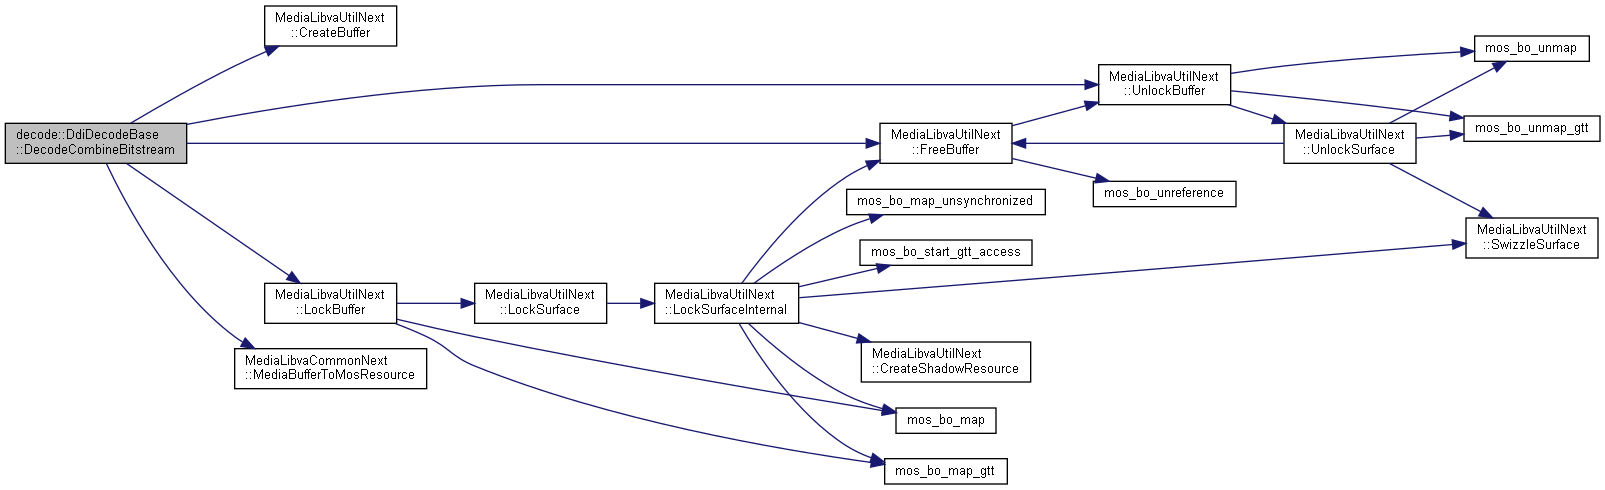 MediaLibvaUtilNext
::CreateBuffer
decode::DdiDecodeBase
::DecodeCombineBitstream
MediaLibvaUtilNext
::LockBuffer
MediaLibvaCommonNext
::MediaBufferToMosResource
MediaLibvaUtilNext
::LockSurface
MediaLibvaUtilNext
::LockSurfaceInternal
MediaLibvaUtilNext
::FreeBuffer
mos_bo_map_unsynchronized
mos_bo_start_gtt_access
MediaLibvaUtilNext
::CreateShadowResource
mos_bo_map
mos_bo_map_gtt
MediaLibvaUtilNext
::UnlockBuffer
mos_bo_unreference
MediaLibvaUtilNext
::UnlockSurface
mos_bo_unmap
mos_bo_unmap_gtt
MediaLibvaUtilNext
::SwizzleSurface